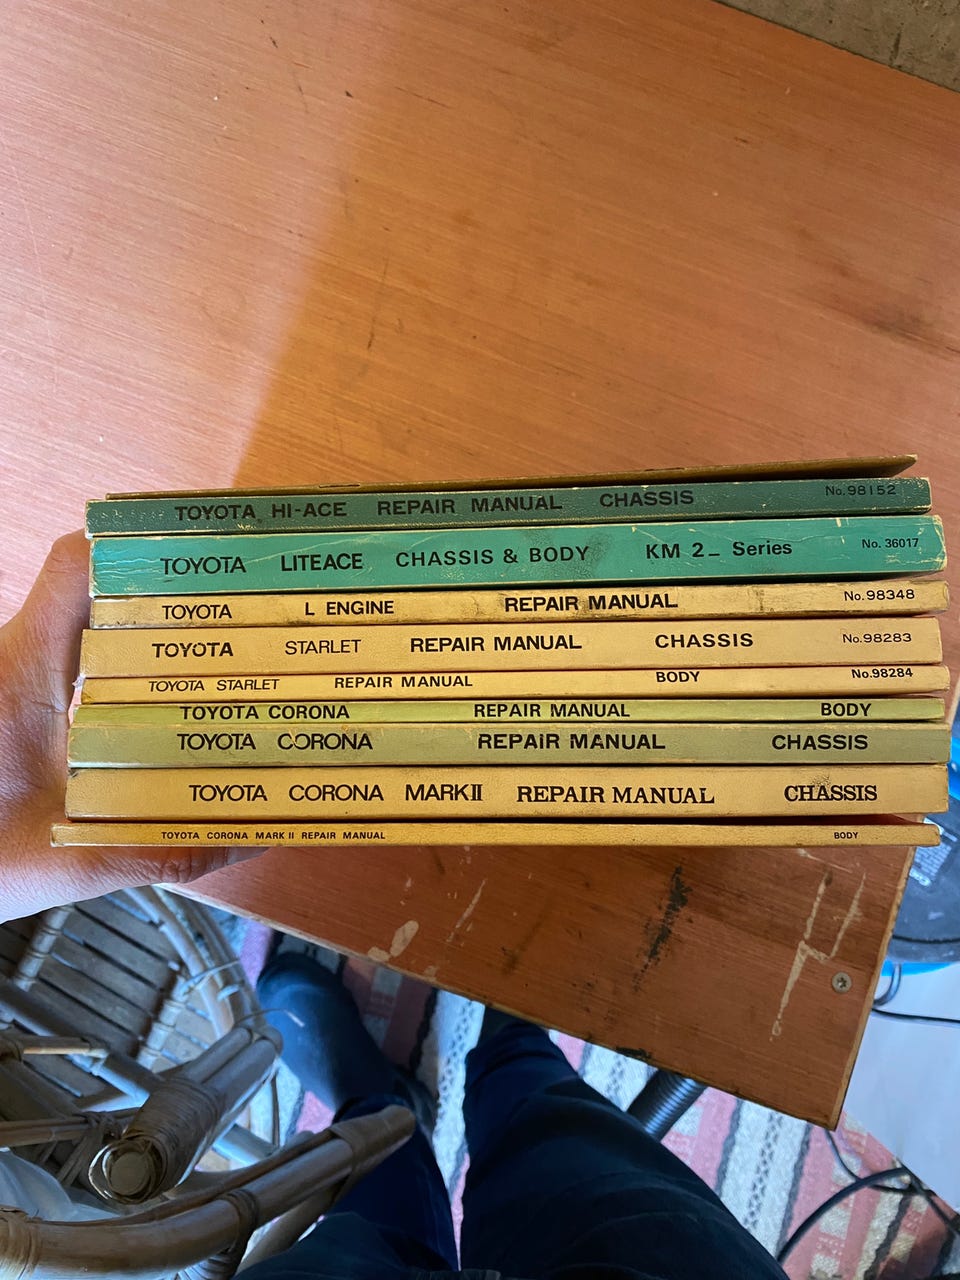 TOYOTA HI-ACE REPAIR MANUAL CHASSIS No.98152
TOYOTA LITEACE CHASSIS & BODY KM 2_ Series No. 36017
TOYOTA L ENGINE REPAIR MANUAL No.98348
TOYOTA STARLET REPAIR MANUAL CHASSIS No.98283
TOYOTA STARLET REPAIR MANUAL BODY No.98284
TOYOTA CORONA REPAIR MANUAL BODY
TOYOTA CORONA REPAIR MANUAL CHASSIS
TOYOTA CORONA MARK II REPAIR MANUAL CHASSIS
TOYOTA CORONA MARK II REPAIR MANUAL BODY